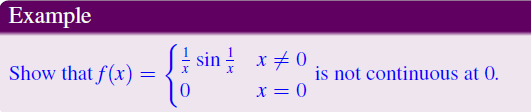 Example
Show that f(x) = { 1/x sin 1/x x ≠ 0
0 x = 0 is not continuous at 0.